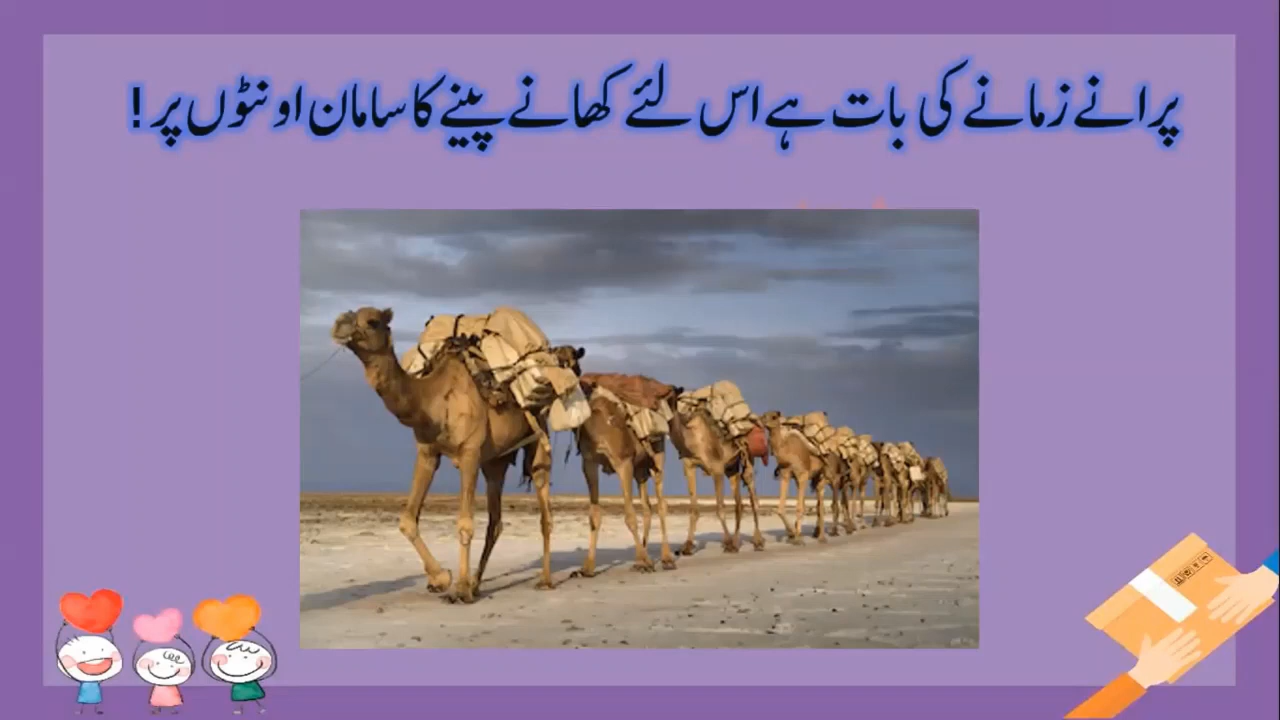 پرانے زمانے کی بات ہے اس لئے کھانے پینے کا سامان اونٹوں پر !